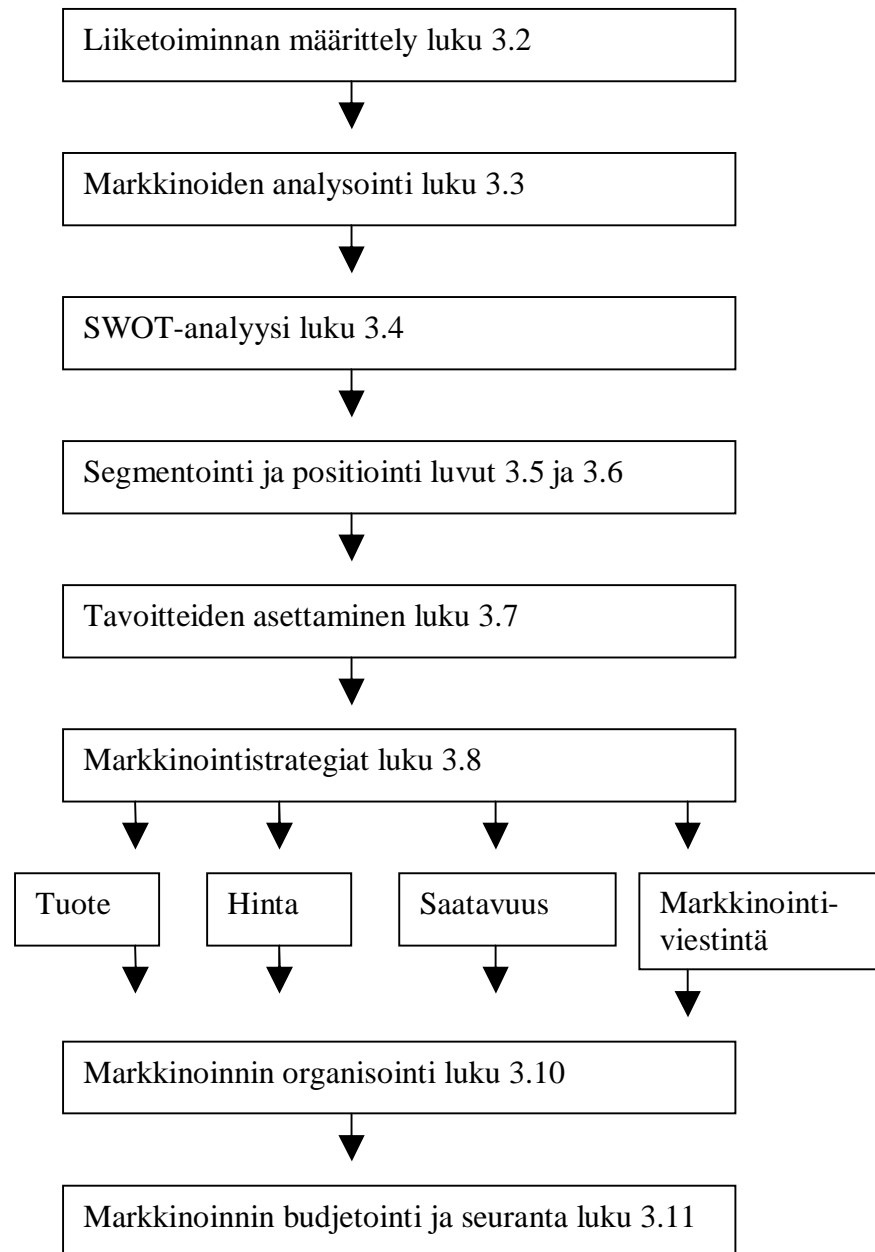 Liiketoiminnan määrittely luku 3.2
Markkinoiden analysointi luku 3.3
SWOT-analyysi luku 3.4
Segmentointi ja positiointi luvut 3.5 ja 3.6
Tavoitteiden asettaminen luku 3.7
Markkinointistrategiat luku 3.8
Tuote
Hinta
Saatavuus
Markkinointi-
viestintä
Markkinoinnin organisointi luku 3.10
Markkinoinnin budjetointi ja seuranta luku 3.11